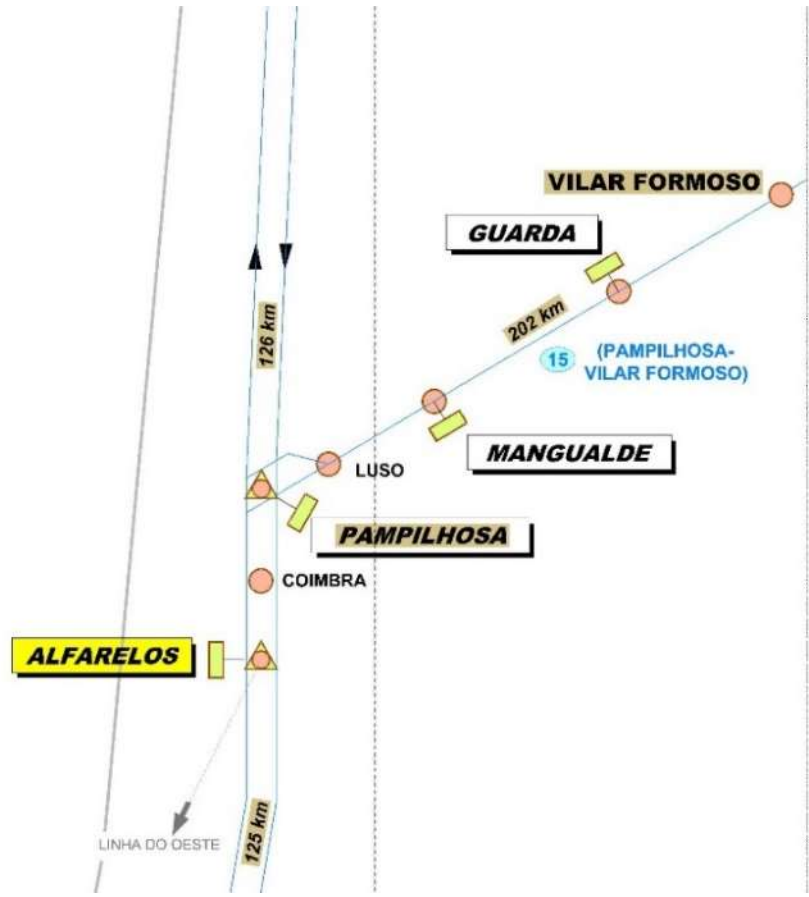 VILAR FORMOSO
GUARDA
126 km
202 km
15
(PAMPILHOSA-
VILAR FORMOSO)
MANGUALDE
LUSO
PAMPILHOSA
COIMBRA
ALFARELOS
125 km
LINHA DO OESTE